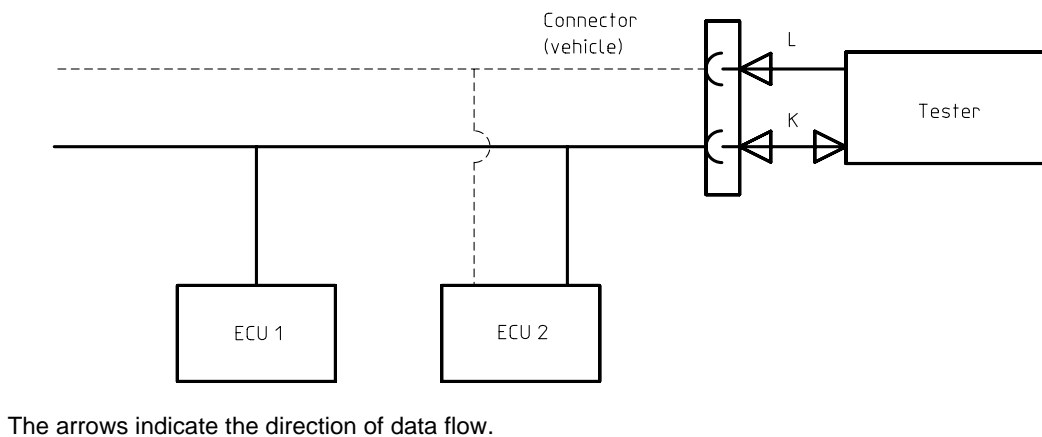 Connector
(vehicle)
L
K
Tester
ECU 1
ECU 2
The arrows indicate the direction of data flow.